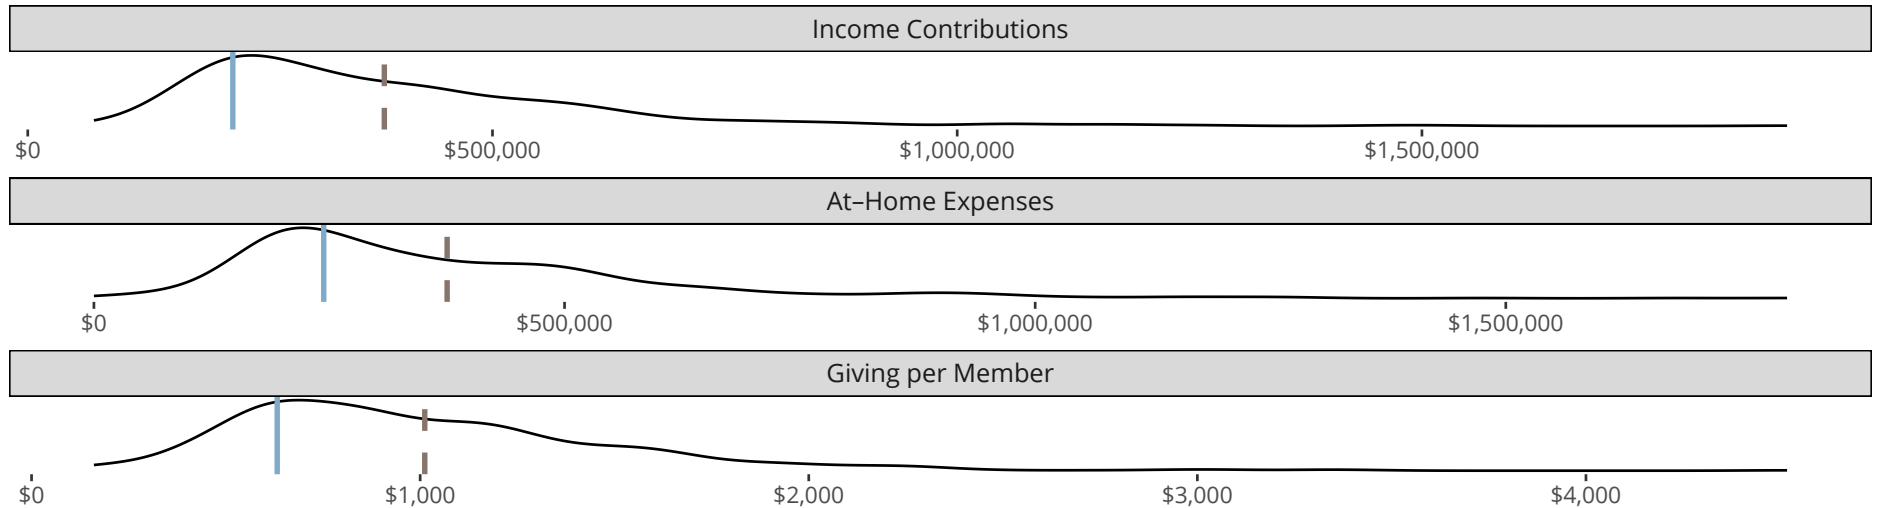 Income Contributions
$0 $500,000 $1,000,000 $1,500,000
At–Home Expenses
$0 $500,000 $1,000,000 $1,500,000
Giving per Member
$0 $1,000 $2,000 $3,000 $4,000